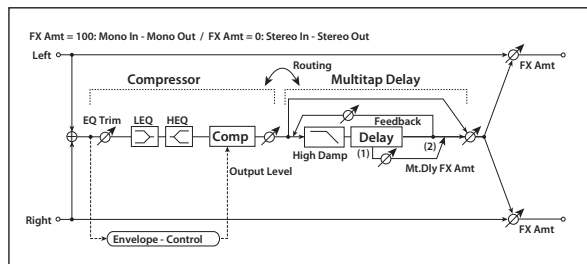 FX Amt = 100: Mono In - Mono Out / FX Amt = 0: Stereo In - Stereo Out
Left
FX Amt
Routing
Compressor
Multitap Delay
EQ Trim
LEQ
HEQ
Comp
Feedback
High Damp
Delay
(1)
(2)
Output Level
Mt.Dly FX Amt
Right
Envelope - Control
FX Amt